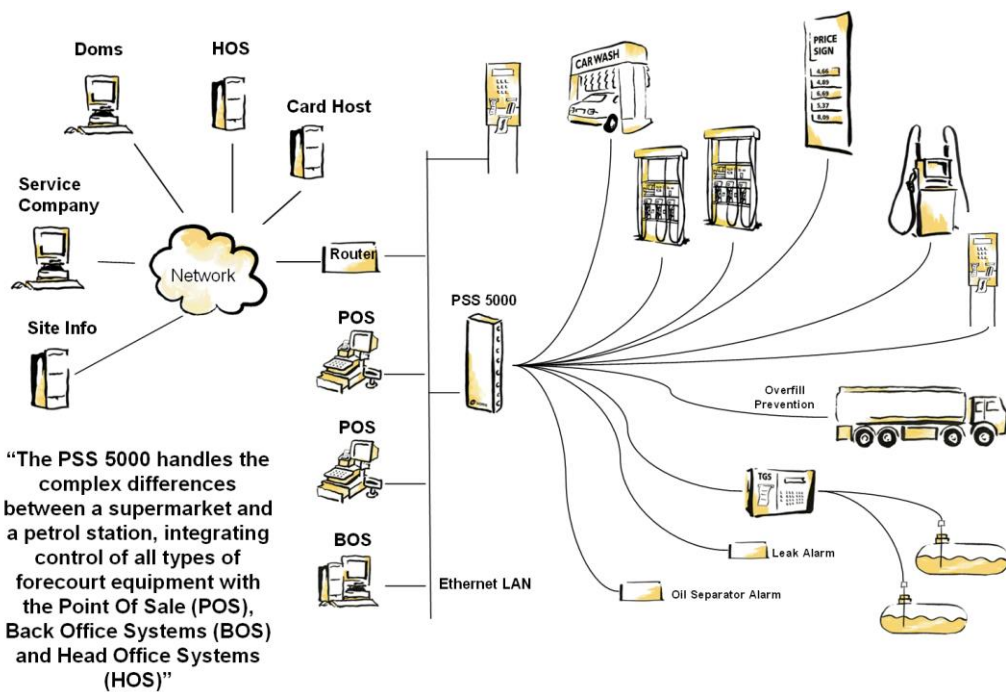 Doms
HOS
Card Host
Service
Company
Network
Site Info
Router
POS
POS
BOS
Ethernet LAN
PSS 5000
CAR WASH
PRICE
SIGN
4.66
4.89
6.69
5.37
8.09
Overfill
Prevention
TGS
Leak Alarm
Oil Separator Alarm
“The PSS 5000 handles the
complex differences
between a supermarket and
a petrol station, integrating
control of all types of
forecourt equipment with
the Point Of Sale (POS),
Back Office Systems (BOS)
and Head Office Systems
(HOS)”